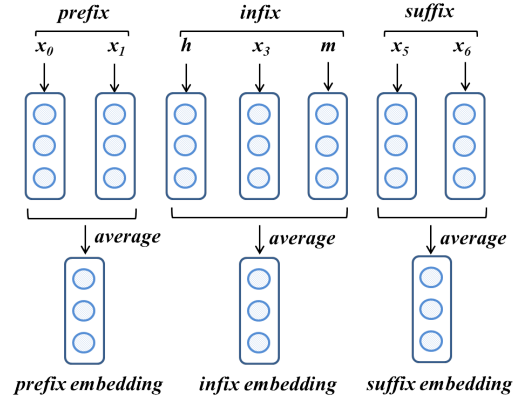 prefix infix suffix
x₀ x₁ h x₃ m x₅ x₆
average average average
prefix embedding infix embedding suffix embedding